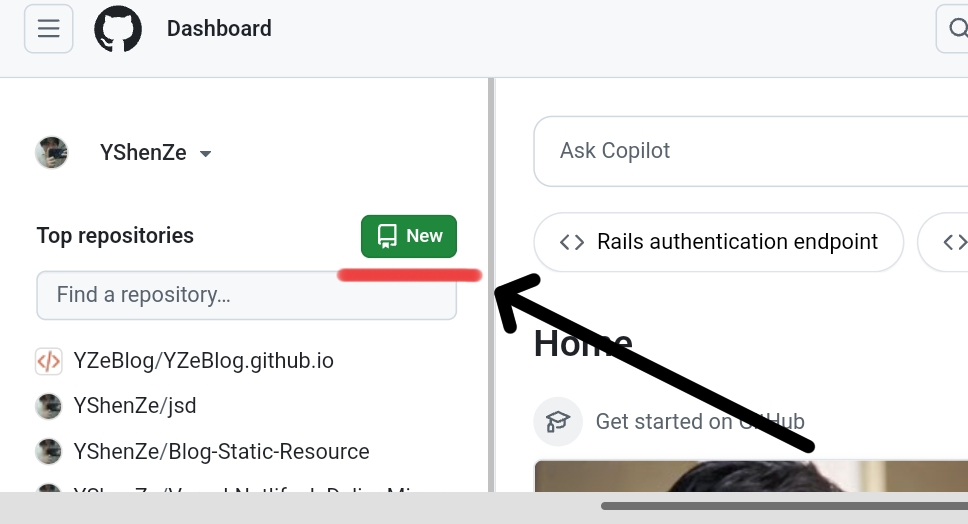 Dashboard
YShenZe
Ask Copilot
Top repositories
New
Rails authentication endpoint
Find a repository...
Home
YZeBlog/YZeBlog.github.io
YShenZe/jsd
Get started on GitHub
YShenZe/Blog-Static-Resource